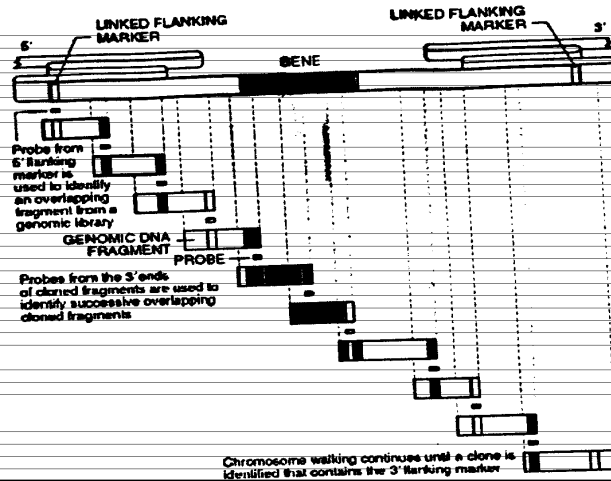 LINKED FLANKING
MARKER
LINKED FLANKING
MARKER
5'
3'
GENE
Probe from
5' flanking
marker is
used to identify
an overlapping
fragment from a
genomic library
GENOMIC DNA
FRAGMENT
PROBE
Probes from the 3' ends
of cloned fragments are used to
identify successive overlapping
cloned fragments
Chromosome walking continues until a clone is
identified that contains the 3' flanking marker